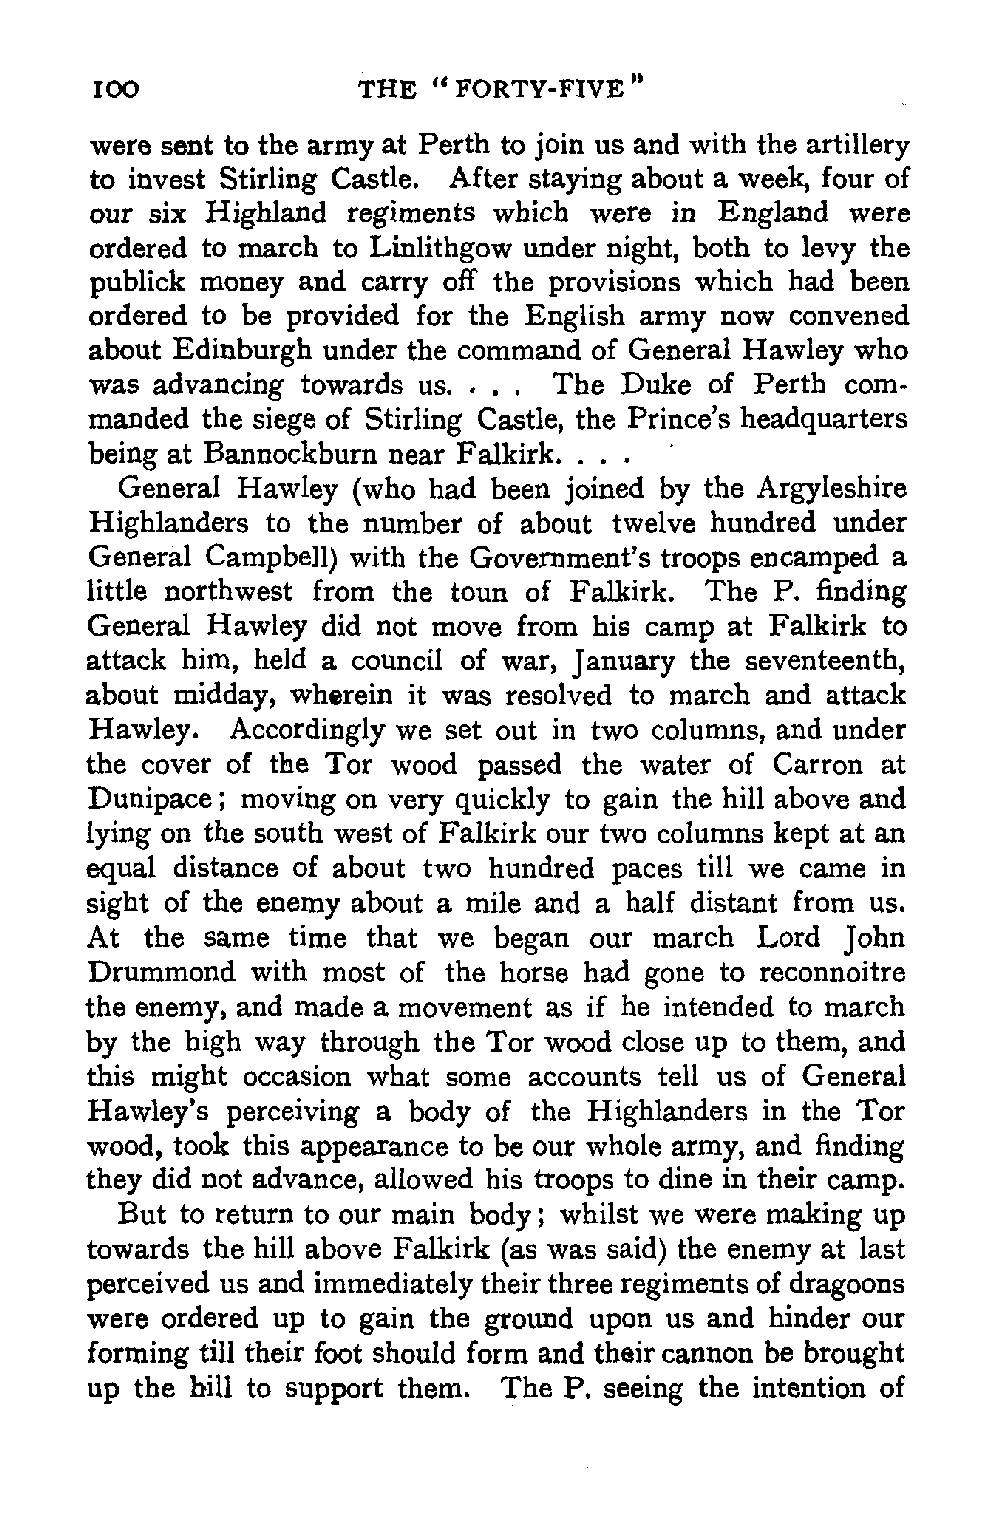 100 THE "FORTY-FIVE"
were sent to the army at Perth to join us and with the artillery
to invest Stirling Castle. After staying about a week, four of
our six Highland regiments which were in England were
ordered to march to Linlithgow under night, both to levy the
publick money and carry off the provisions which had been
ordered to be provided for the English army now convened
about Edinburgh under the command of General Hawley who
was advancing towards us. . . . The Duke of Perth com-
manded the siege of Stirling Castle, the Prince's headquarters
being at Bannockburn near Falkirk. . . .
General Hawley (who had been joined by the Argyleshire
Highlanders to the number of about twelve hundred under
General Campbell) with the Government's troops encamped a
little northwest from the toun of Falkirk. The P. finding
General Hawley did not move from his camp at Falkirk to
attack him, held a council of war, January the seventeenth,
about midday, wherein it was resolved to march and attack
Hawley. Accordingly we set out in two columns, and under
the cover of the Tor wood passed the water of Carron at
Dunipace; moving on very quickly to gain the hill above and
lying on the south west of Falkirk our two columns kept at an
equal distance of about two hundred paces till we came in
sight of the enemy about a mile and a half distant from us.
At the same time that we began our march Lord John
Drummond with most of the horse had gone to reconnoitre
the enemy, and made a movement as if he intended to march
by the high way through the Tor wood close up to them, and
this might occasion what some accounts tell us of General
Hawley's perceiving a body of the Highlanders in the Tor
wood, took this appearance to be our whole army, and finding
they did not advance, allowed his troops to dine in their camp.
But to return to our main body; whilst we were making up
towards the hill above Falkirk (as was said) the enemy at last
perceived us and immediately their three regiments of dragoons
were ordered up to gain the ground upon us and hinder our
forming till their foot should form and their cannon be brought
up the hill to support them. The P. seeing the intention of